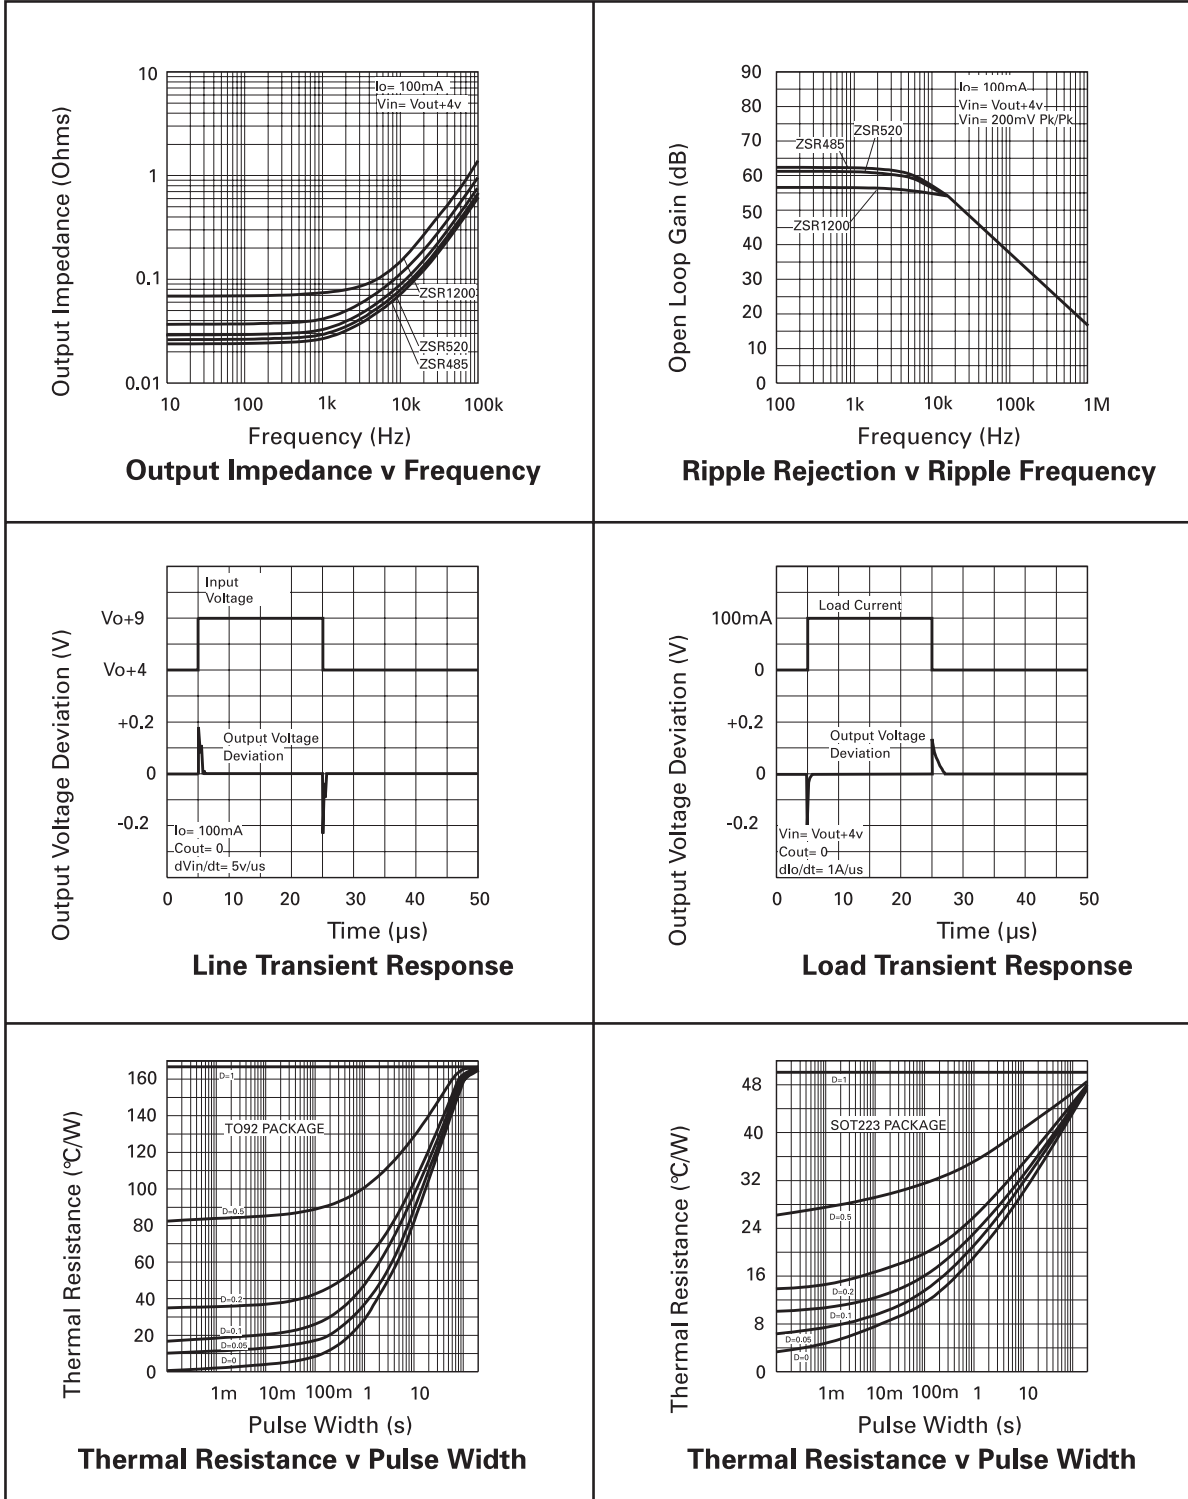 Output Impedance (Ohms)
10
1
0.1
0.01
Io= 100mA
Vin= Vout+4v
ZSR1200
ZSR520
ZSR485
10 100 1k 10k 100k
Frequency (Hz)
Output Impedance v Frequency
Open Loop Gain (dB)
90
80
70
60
50
40
30
20
10
0
Io= 100mA
Vin= Vout+4v
Vin= 200mV Pk/Pk
ZSR520
ZSR485
ZSR1200
100 1k 10k 100k 1M
Frequency (Hz)
Ripple Rejection v Ripple Frequency
Output Voltage Deviation (V)
Input
Voltage
Vo+9
Vo+4
+0.2
0
-0.2
Output Voltage
Deviation
Io= 100mA
Cout= 0
dVin/dt= 5v/us
0 10 20 30 40 50
Time (µs)
Line Transient Response
Output Voltage Deviation (V)
Load Current
100mA
0
+0.2
0
-0.2
Output Voltage
Deviation
Vin= Vout+4v
Cout= 0
dIo/dt= 1A/us
0 10 20 30 40 50
Time (µs)
Load Transient Response
Thermal Resistance (°C/W)
160
140
120
100
80
60
40
20
0
D=1
TO92 PACKAGE
D=0.5
D=0.2
D=0.1
D=0.05
D=0
1m 10m 100m 1 10
Pulse Width (s)
Thermal Resistance v Pulse Width
Thermal Resistance (°C/W)
48
40
32
24
16
8
0
D=1
SOT223 PACKAGE
D=0.5
D=0.2
D=0.1
D=0.05
D=0
1m 10m 100m 1 10
Pulse Width (s)
Thermal Resistance v Pulse Width